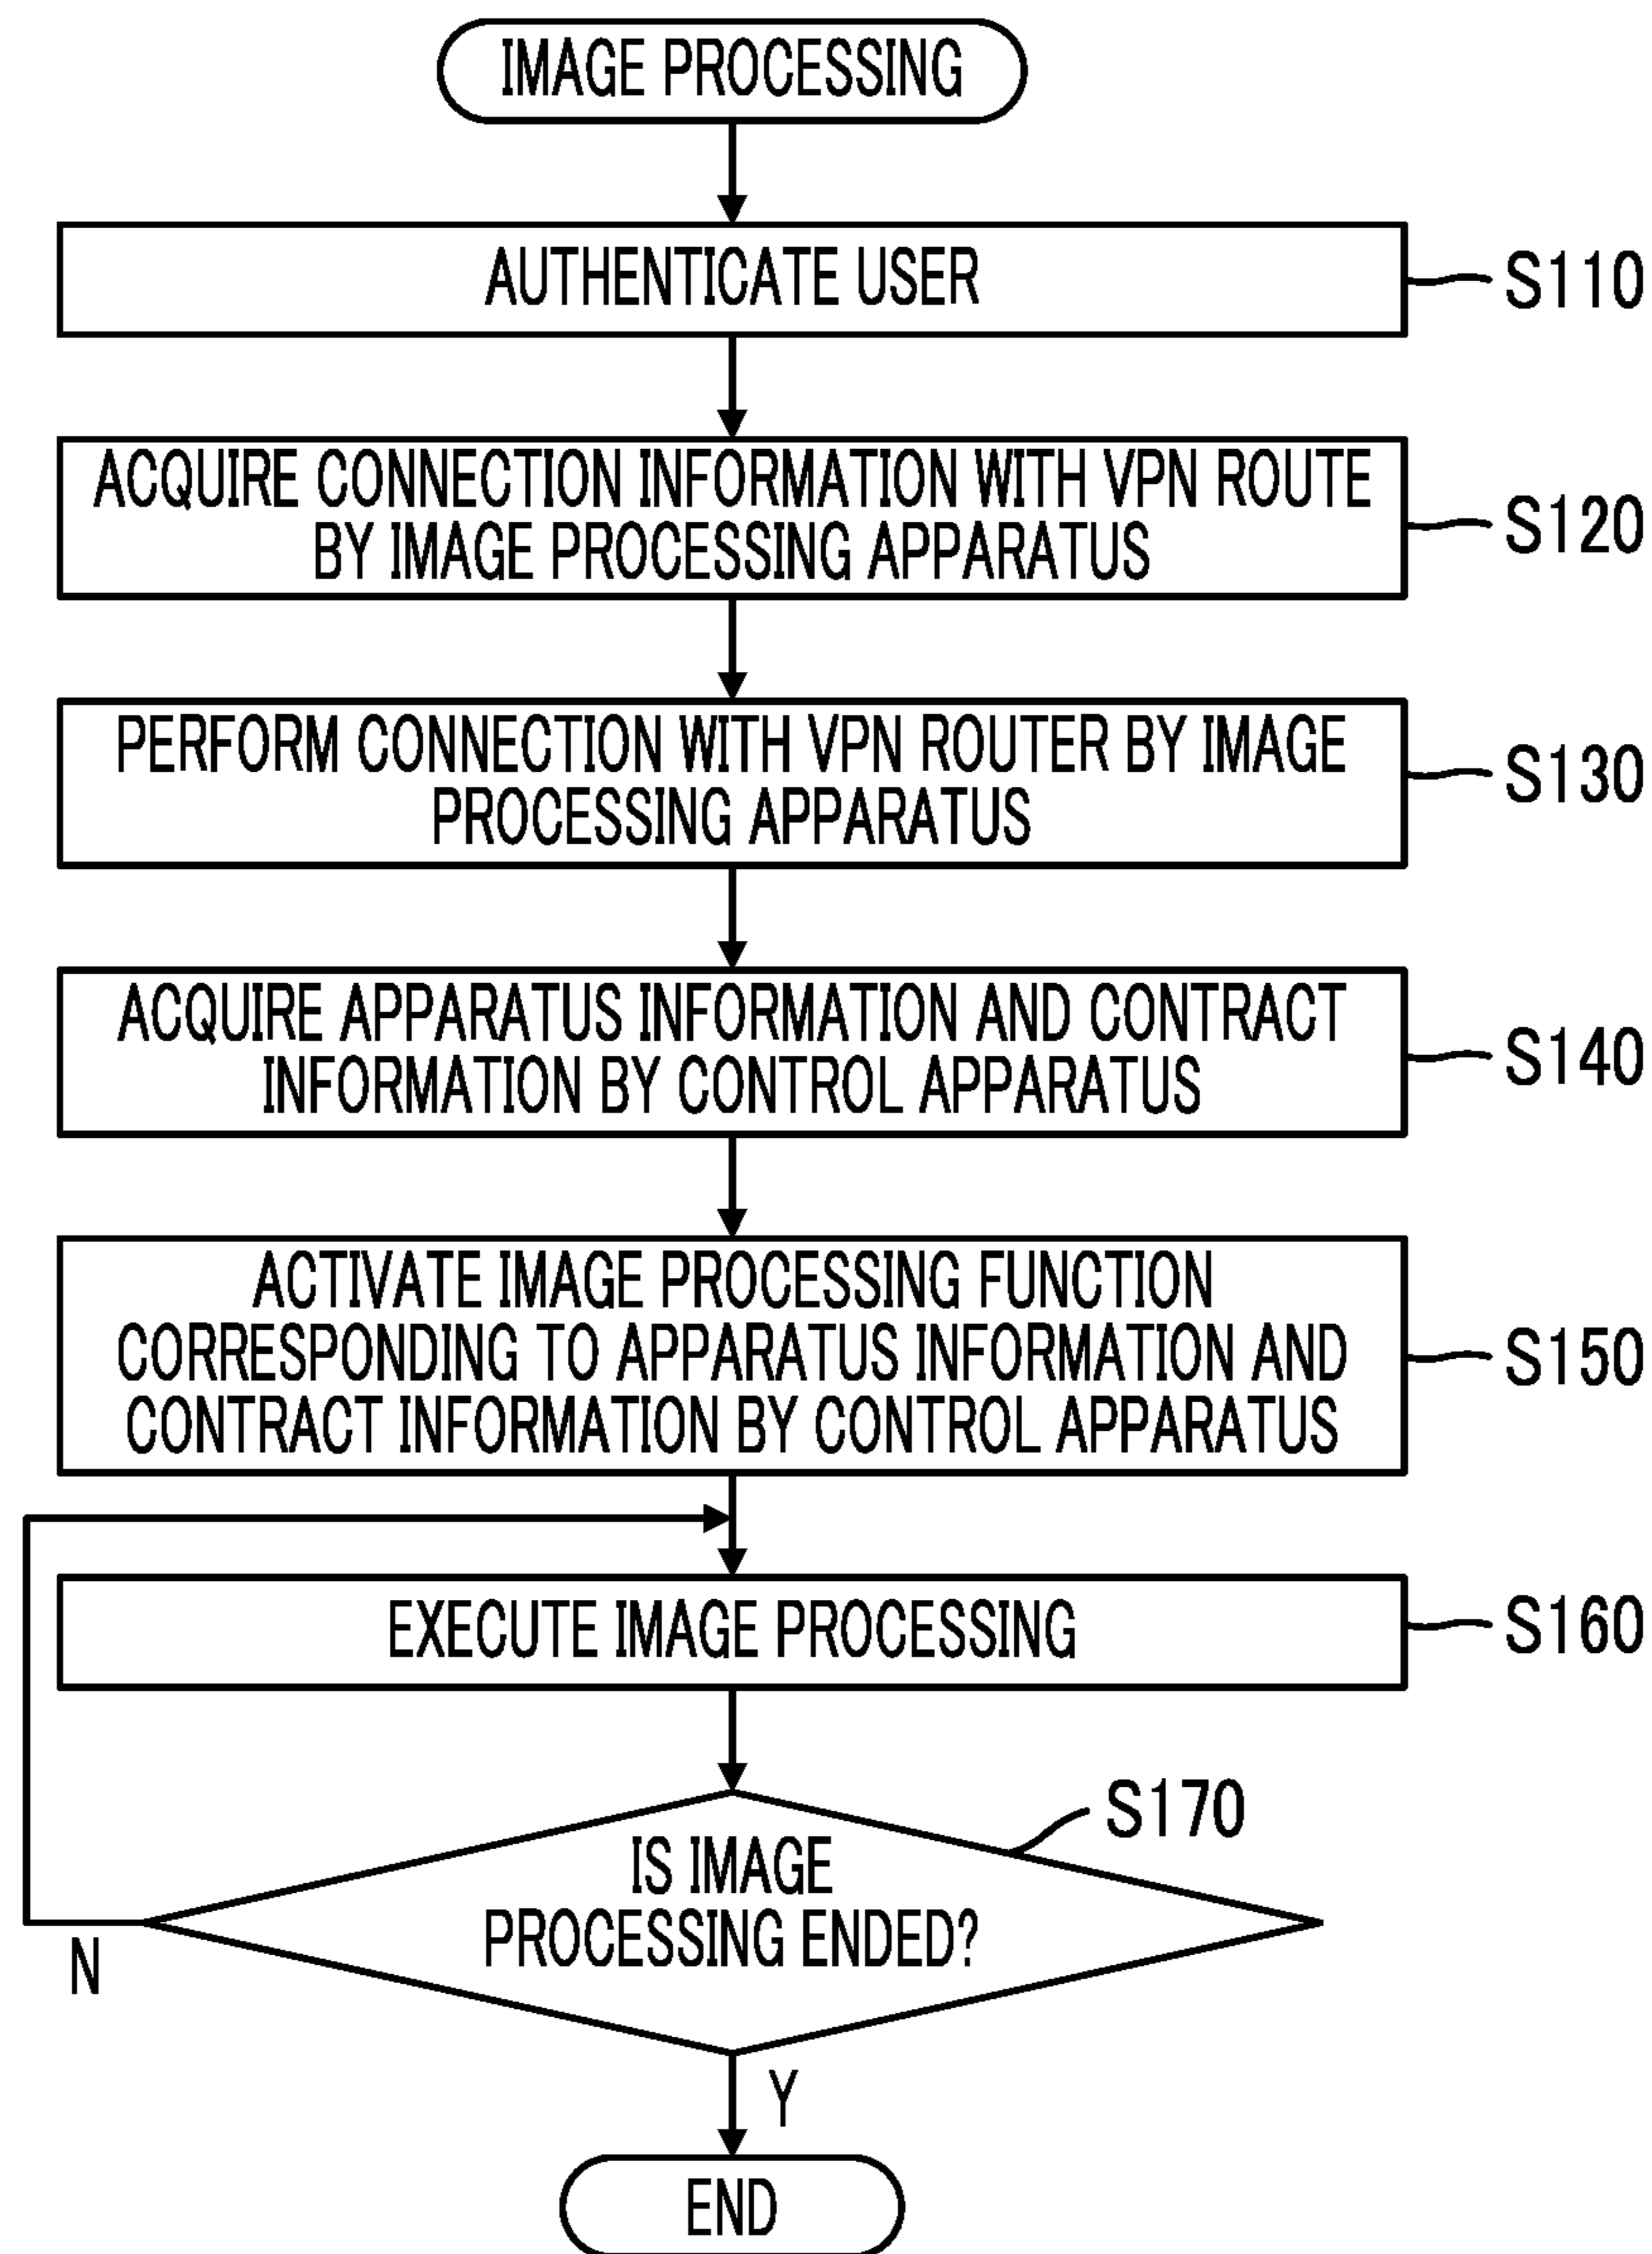 IMAGE PROCESSING
AUTHENTICATE USER
S110
ACQUIRE CONNECTION INFORMATION WITH VPN ROUTE
BY IMAGE PROCESSING APPARATUS
S120
PERFORM CONNECTION WITH VPN ROUTER BY IMAGE
PROCESSING APPARATUS
S130
ACQUIRE APPARATUS INFORMATION AND CONTRACT
INFORMATION BY CONTROL APPARATUS
S140
ACTIVATE IMAGE PROCESSING FUNCTION
CORRESPONDING TO APPARATUS INFORMATION AND
CONTRACT INFORMATION BY CONTROL APPARATUS
S150
EXECUTE IMAGE PROCESSING
S160
S170
IS IMAGE
PROCESSING ENDED?
N
Y
END